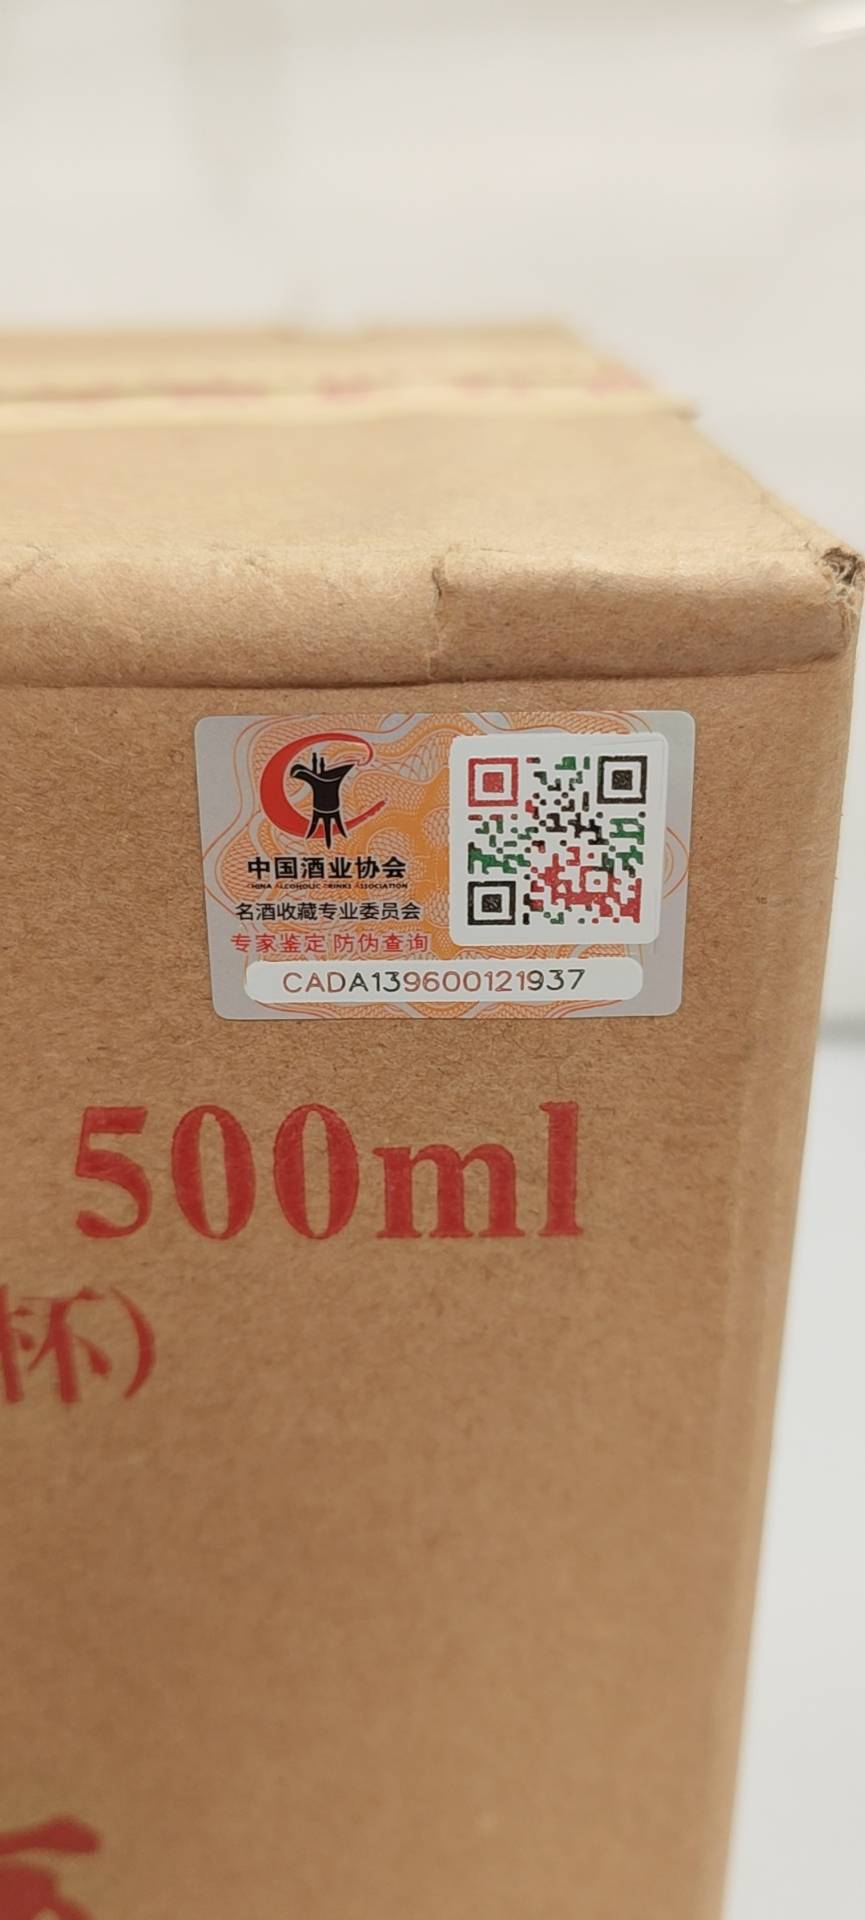 中国酒业协会
CHINA ALCOHOLIC DRINKS ASSOCIATION
名酒收藏专业委员会
专家鉴定 防伪查询
CADA139600121937
500ml
杯)